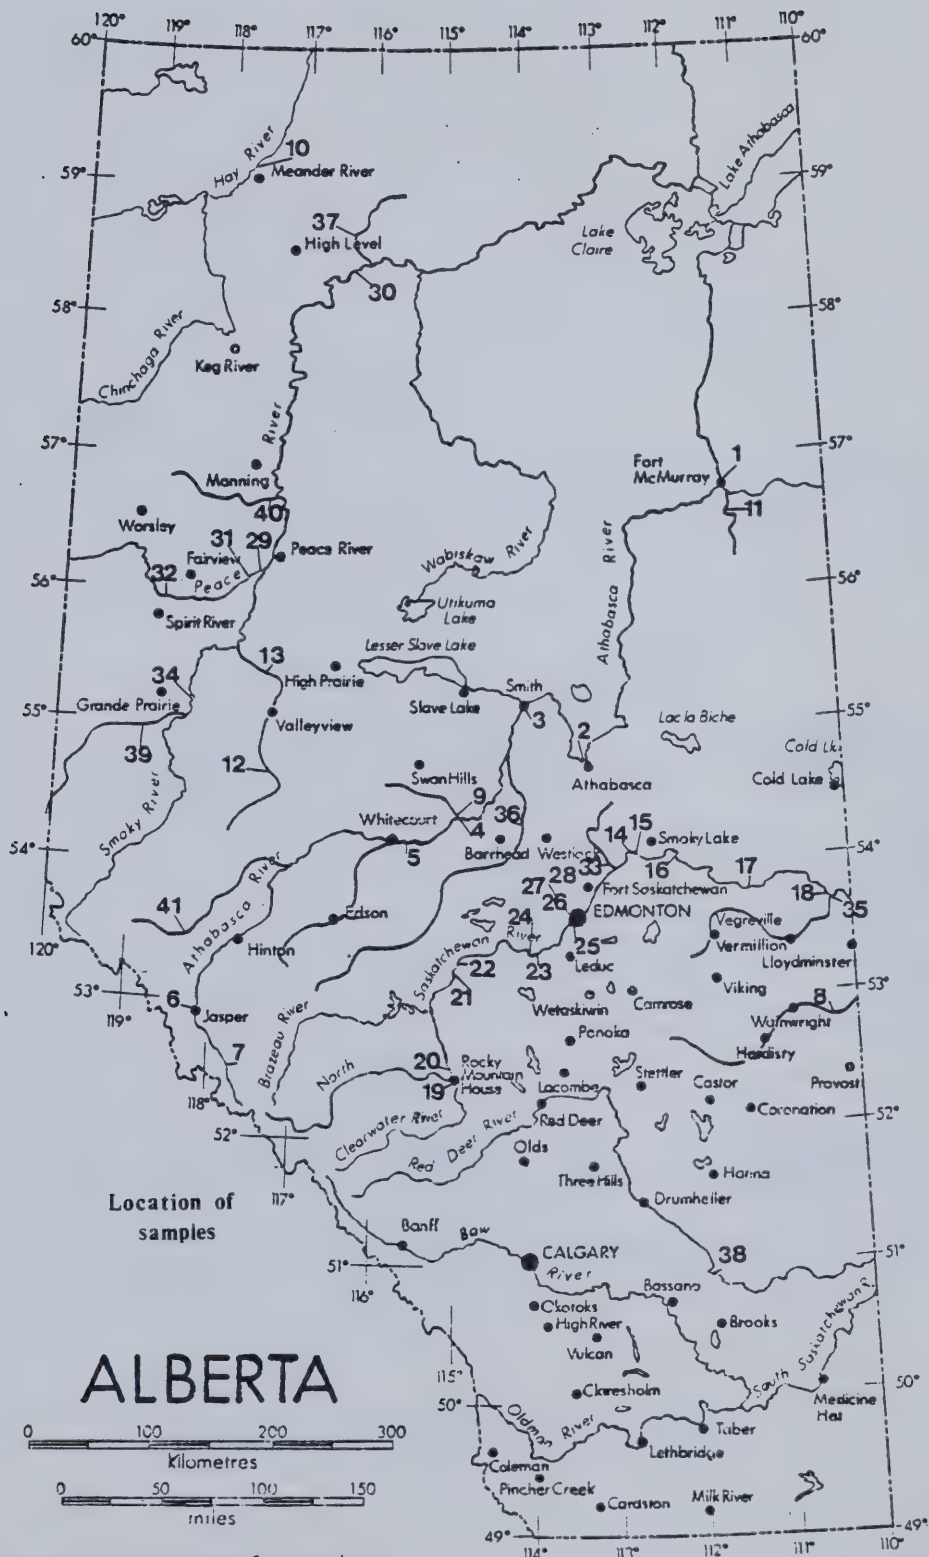 120° 119° 118° 117° 116° 115° 114° 113° 112° 111° 110°
60° 60°
Lake Athabasca
Hay River
10
59° Meander River 59°
37
High Level
Lake
Claire
30
58° 58°
Chinchaga River
Keg River
River
57° 57°
Manning
Fort
McMurray
1
40
11
Worsley
31 29
Fairview
Peace River
Peace
32
Wabiskaw River
Athabasca River
56° 56°
Utikuma
Lake
Spirit River
13
Lesser Slave Lake
High Prairie
34
Grande Prairie
Smith
Slave Lake
3
2
Lac la Biche
55° 55°
Valleyview
39
12
Swan Hills
Athabasca
Cold Lk.
Cold Lake
Smoky River
9
36
Whitecourt
4
5
Barrhead Westlock
14 15
Smoky Lake
54° 54°
33
16
17
28
27
Fort Saskatchewan
18
35
26
EDMONTON
41
Athabasca River
Edson
24
Vegreville
Vermillion
120°
Hinton
Saskatchewan River
25
Leduc
23
22
21
Lloydminster
Viking
53° 53°
119°
6
Jasper
Wetaskiwin
Camrose
8
Wainwright
Brazeau River
Ponoka
Hardisty
7
North
20
19
Rocky
Mountain
House
Lacombe
Stettler
Castor
Provost
118°
Coronation
52° 52°
Clearwater River
Red Deer River
Red Deer
Olds
Three Hills
Hanna
117°
Location of
samples
Drumheller
Banff
Bow
CALGARY
River
38
51° 51°
116°
Bassano
Okotoks
High River
Brooks
Vulcan
South Saskatchewan R.
ALBERTA
115°
Claresholm
50° 50°
Medicine
Hat
Oldman River
Taber
Lethbridge
0 100 200 300
Kilometres
Coleman
Pincher Creek
0 50 100 150
miles
Cardston
Milk River
49° 49°
114° 113° 112° 111° 110°